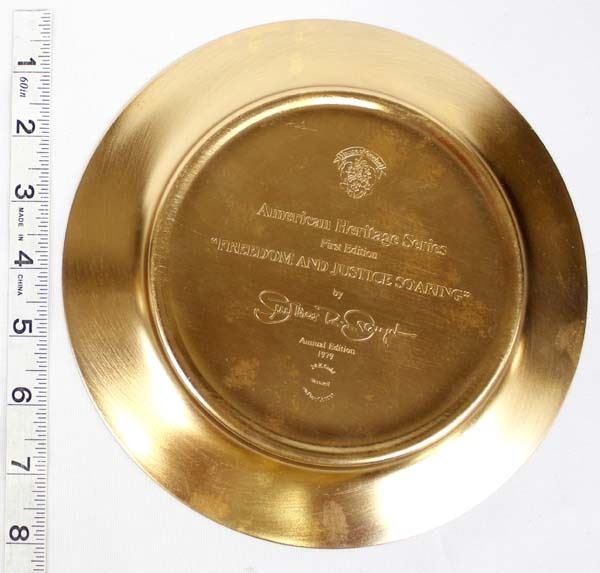 1
60in
2
3
MADE IN
4
CHINA
5
6
7
8
American Heritage Series
First Edition
"FREEDOM AND JUSTICE SOARING"
by
Annual Edition
1979